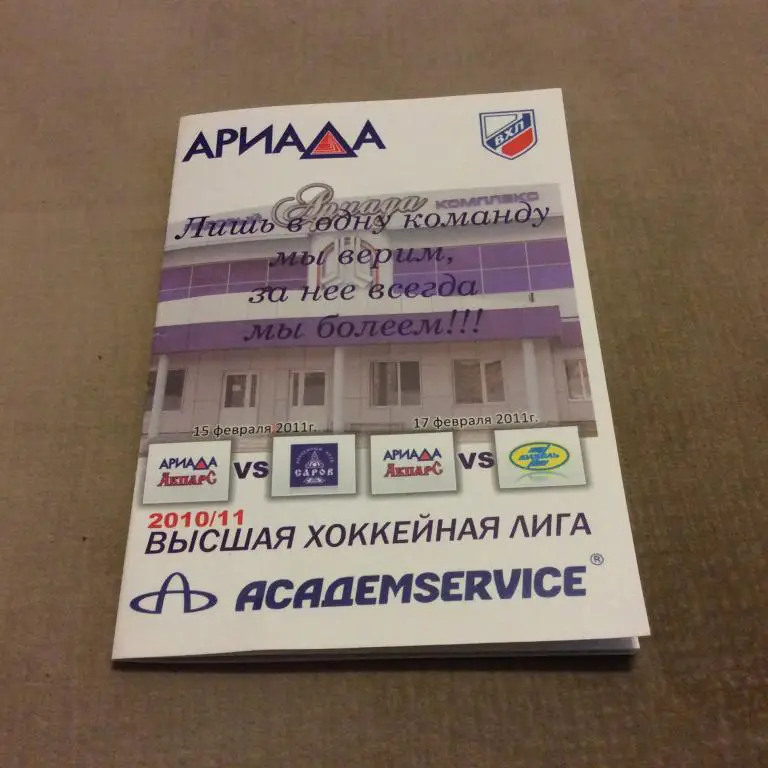 АРИАДА
ВХЛ
Ариада КОМПЛЕКС
Лишь в одну команду
мы верим,
за нее всегда
мы болеем!!!
15 февраля 2011г.
17 февраля 2011г.
АРИАДА АКПАРС VS САРОВ
АРИАДА АКПАРС VS
2010/11
ВЫСШАЯ ХОККЕЙНАЯ ЛИГА
ACAДEMSERVICE®